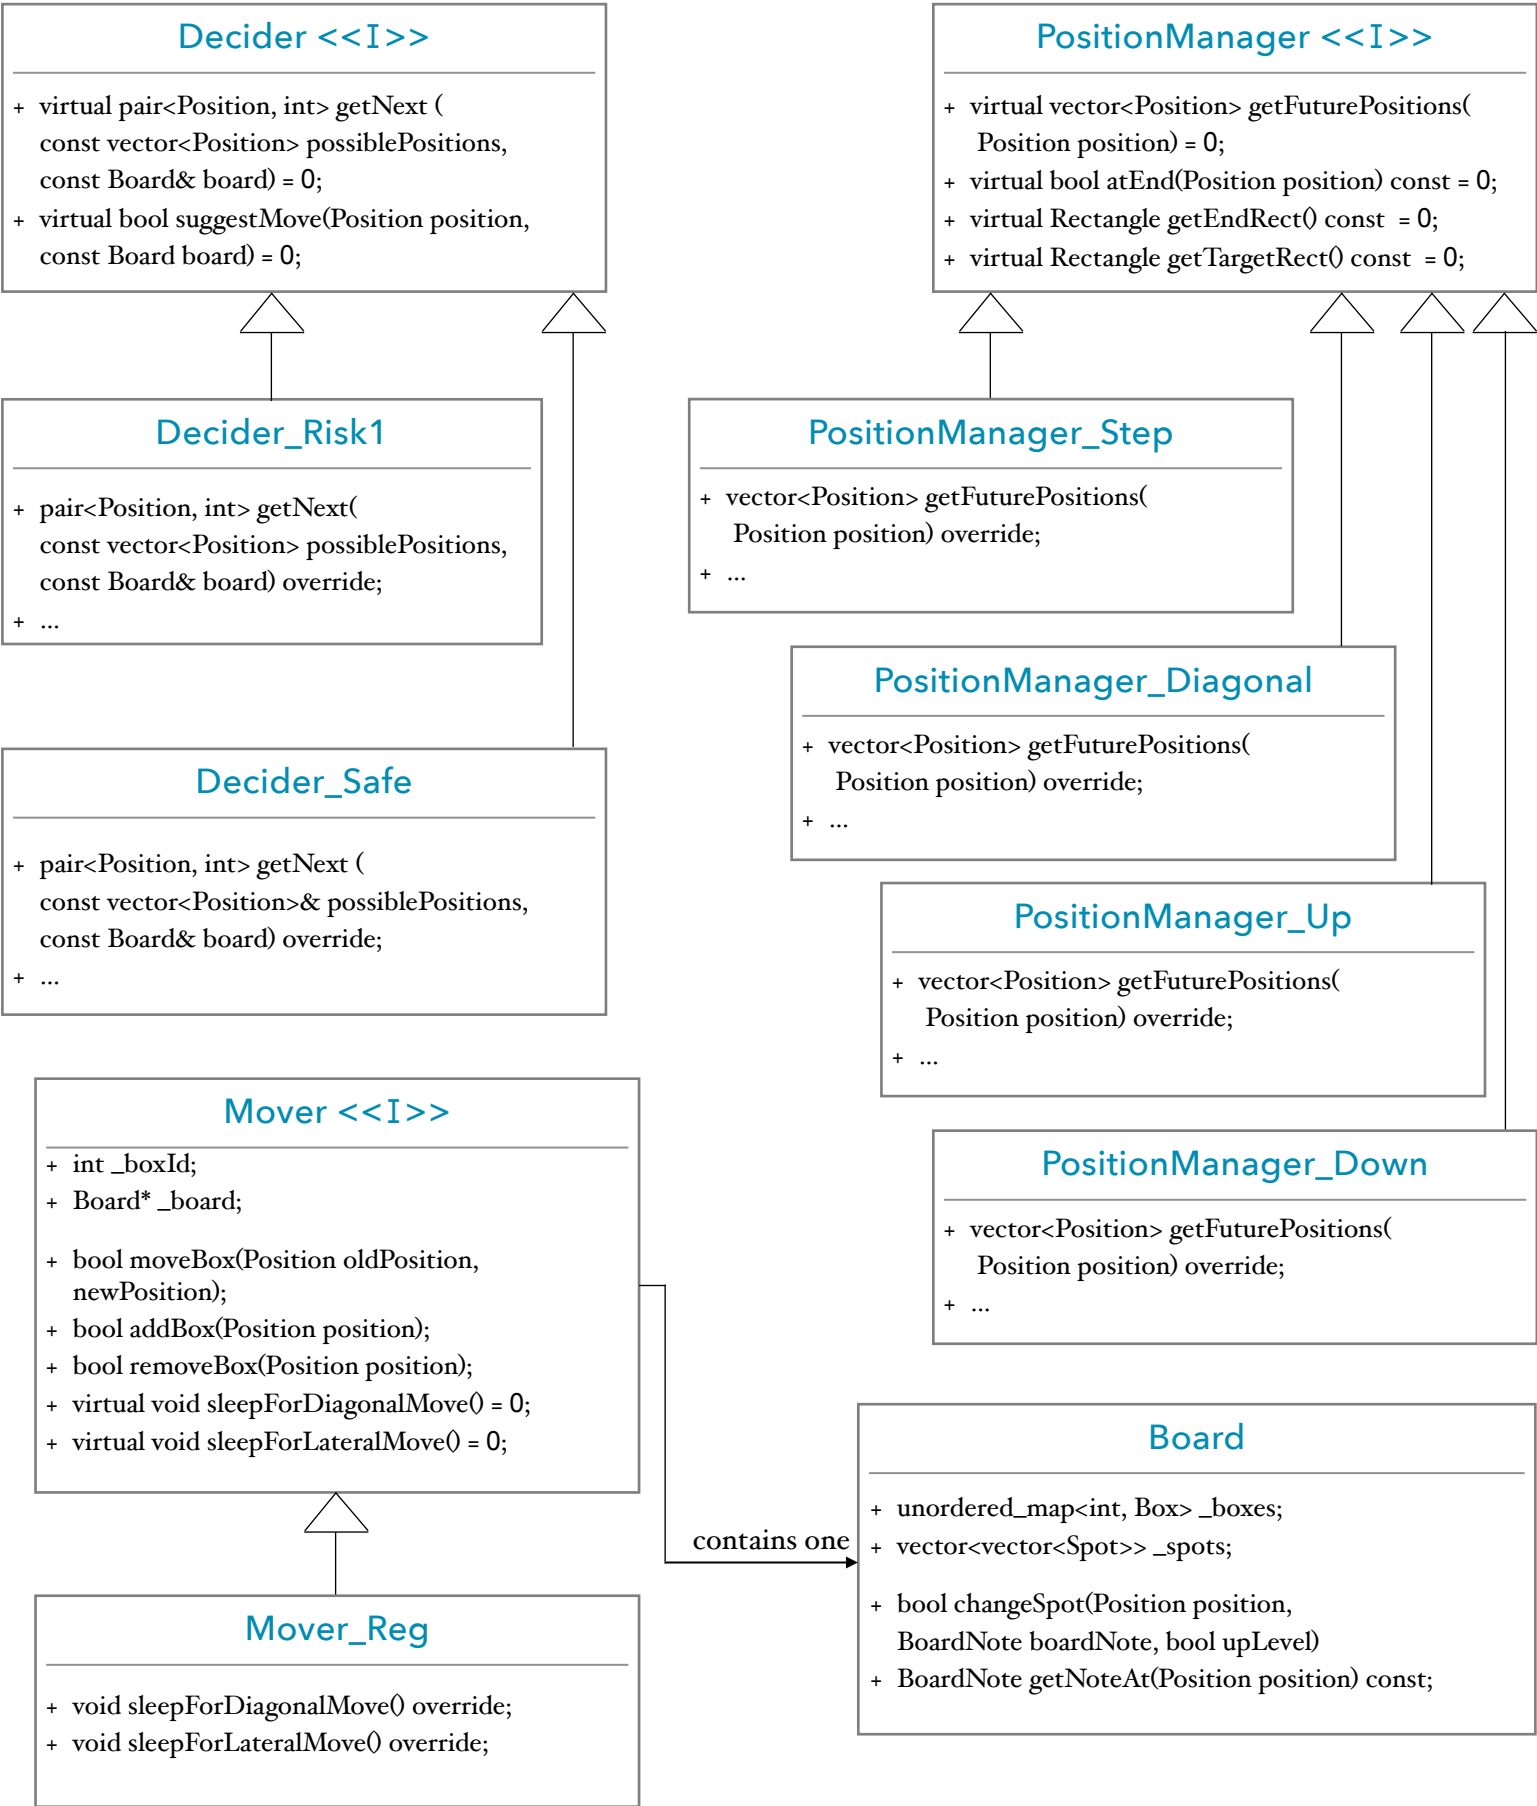 Decider <<I>>
+ virtual pair<Position, int> getNext (
const vector<Position> possiblePositions,
const Board& board) = 0;
+ virtual bool suggestMove(Position position,
const Board board) = 0;
PositionManager <<I>>
+ virtual vector<Position> getFuturePositions(
Position position) = 0;
+ virtual bool atEnd(Position position) const = 0;
+ virtual Rectangle getEndRect() const = 0;
+ virtual Rectangle getTargetRect() const = 0;
Decider_Risk1
+ pair<Position, int> getNext(
const vector<Position> possiblePositions,
const Board& board) override;
+ ...
PositionManager_Step
+ vector<Position> getFuturePositions(
Position position) override;
+ ...
PositionManager_Diagonal
+ vector<Position> getFuturePositions(
Position position) override;
+ ...
Decider_Safe
+ pair<Position, int> getNext (
const vector<Position>& possiblePositions,
const Board& board) override;
+ ...
PositionManager_Up
+ vector<Position> getFuturePositions(
Position position) override;
+ ...
PositionManager_Down
+ vector<Position> getFuturePositions(
Position position) override;
+ ...
Mover <<I>>
+ int _boxId;
+ Board* _board;
+ bool moveBox(Position oldPosition,
newPosition);
+ bool addBox(Position position);
+ bool removeBox(Position position);
+ virtual void sleepForDiagonalMove() = 0;
+ virtual void sleepForLateralMove() = 0;
contains one
Board
+ unordered_map<int, Box> _boxes;
+ vector<vector<Spot>> _spots;
+ bool changeSpot(Position position,
BoardNote boardNote, bool upLevel)
+ BoardNote getNoteAt(Position position) const;
Mover_Reg
+ void sleepForDiagonalMove() override;
+ void sleepForLateralMove() override;